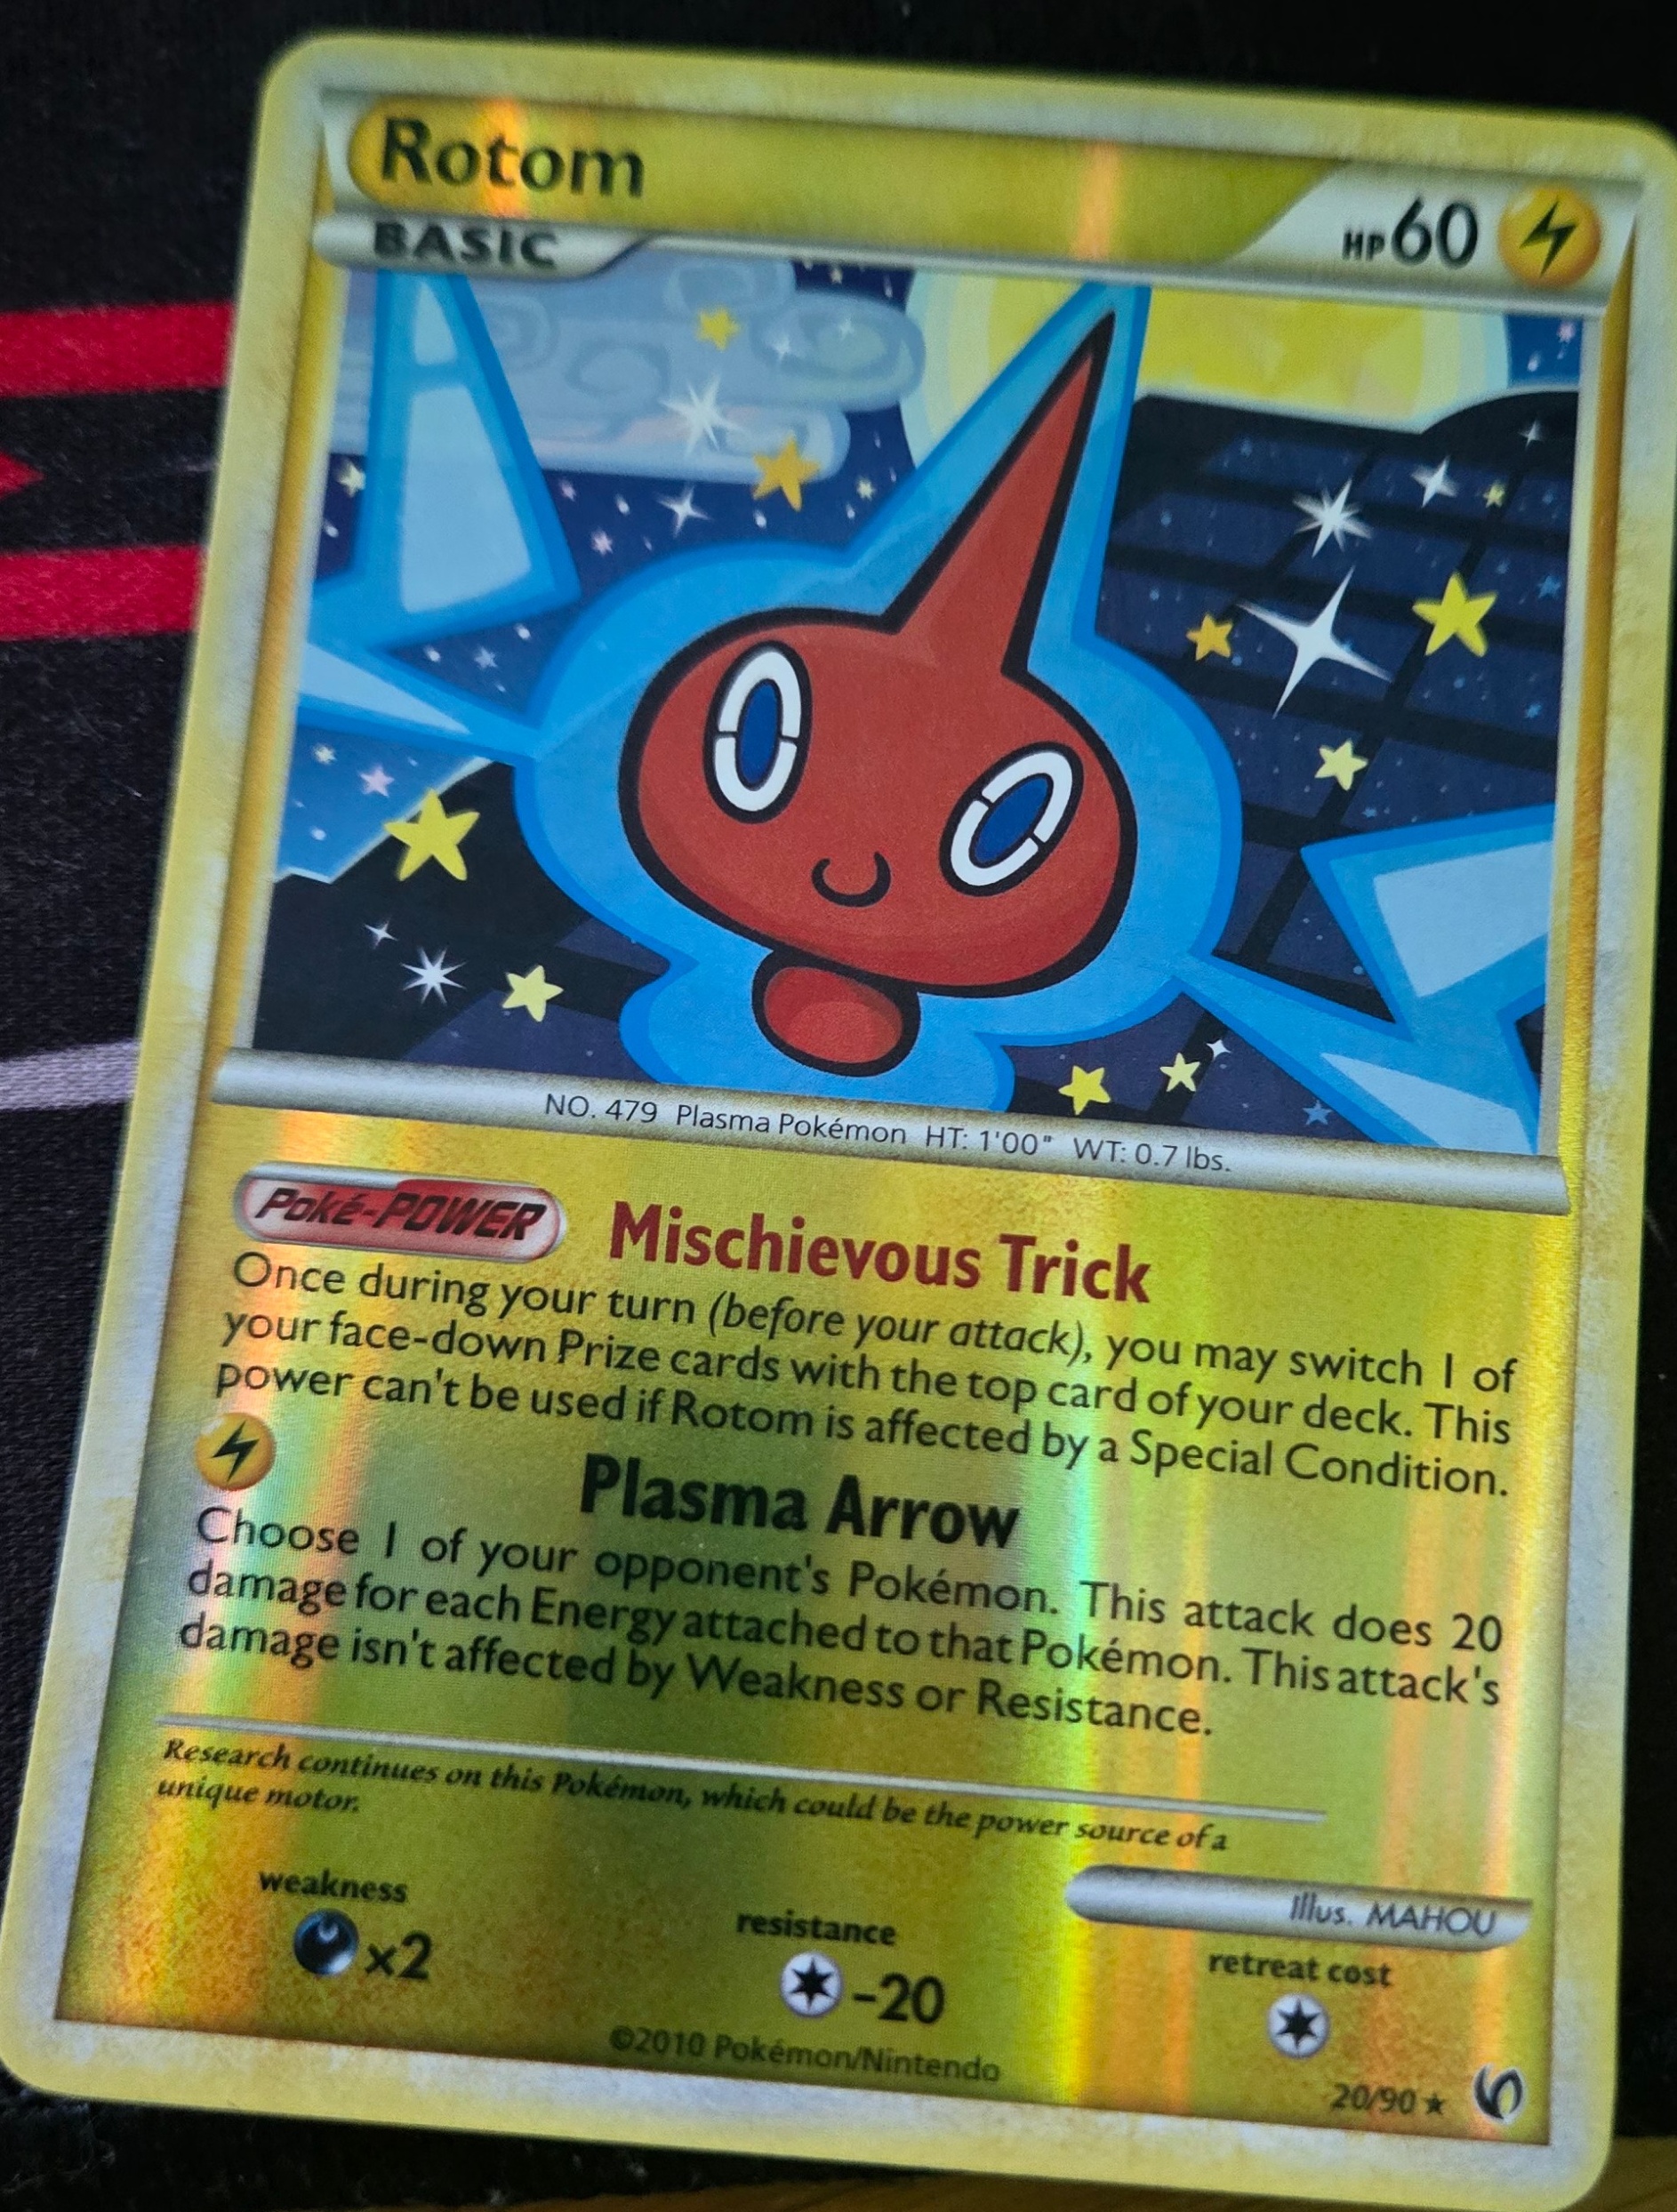 Rotom
BASIC
HP 60
NO. 479 Plasma Pokémon HT: 1'00" WT: 0.7 lbs.
Poké-POWER Mischievous Trick
Once during your turn (before your attack), you may switch 1 of
your face-down Prize cards with the top card of your deck. This
power can't be used if Rotom is affected by a Special Condition.
Plasma Arrow
Choose 1 of your opponent's Pokémon. This attack does 20
damage for each Energy attached to that Pokémon. This attack's
damage isn't affected by Weakness or Resistance.
Research continues on this Pokémon, which could be the power source of a
unique motor.
Illus. MAHOU
weakness
×2
resistance
-20
retreat cost
©2010 Pokémon/Nintendo
20/90 ★